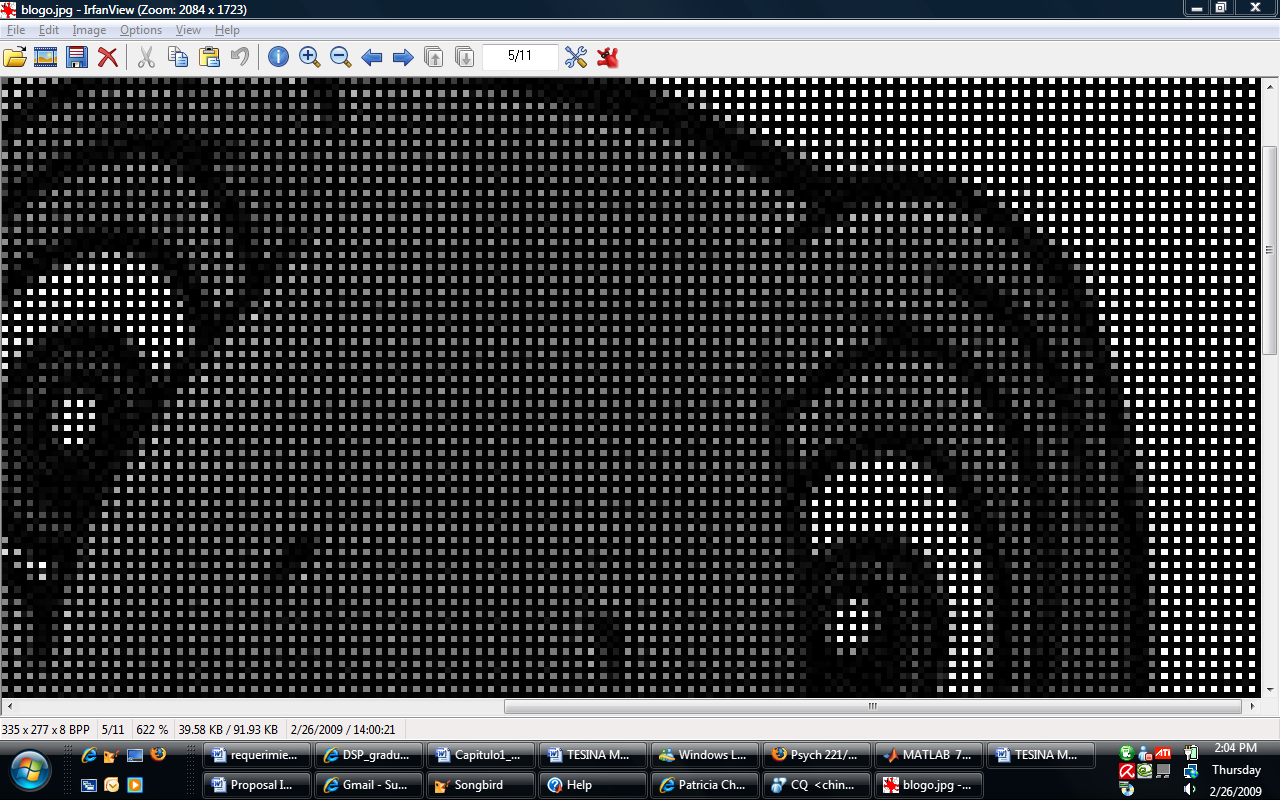 blogo.jpg - IrfanView (Zoom: 2084 x 1723)
File Edit Image Options View Help
5/11
335 x 277 x 8 BPP 5/11 622 % 39.58 KB / 91.93 KB 2/26/2009 / 14:00:21
requerimie... DSP_gradu... Capitulo1_... TESINA M... Windows L... Psych 221/... MATLAB 7... TESINA M... ATI 2:04 PM
Thursday
Proposal I... Gmail - Su... Songbird Help Patricia Ch... CQ <chin... blogo.jpg -... 2/26/2009